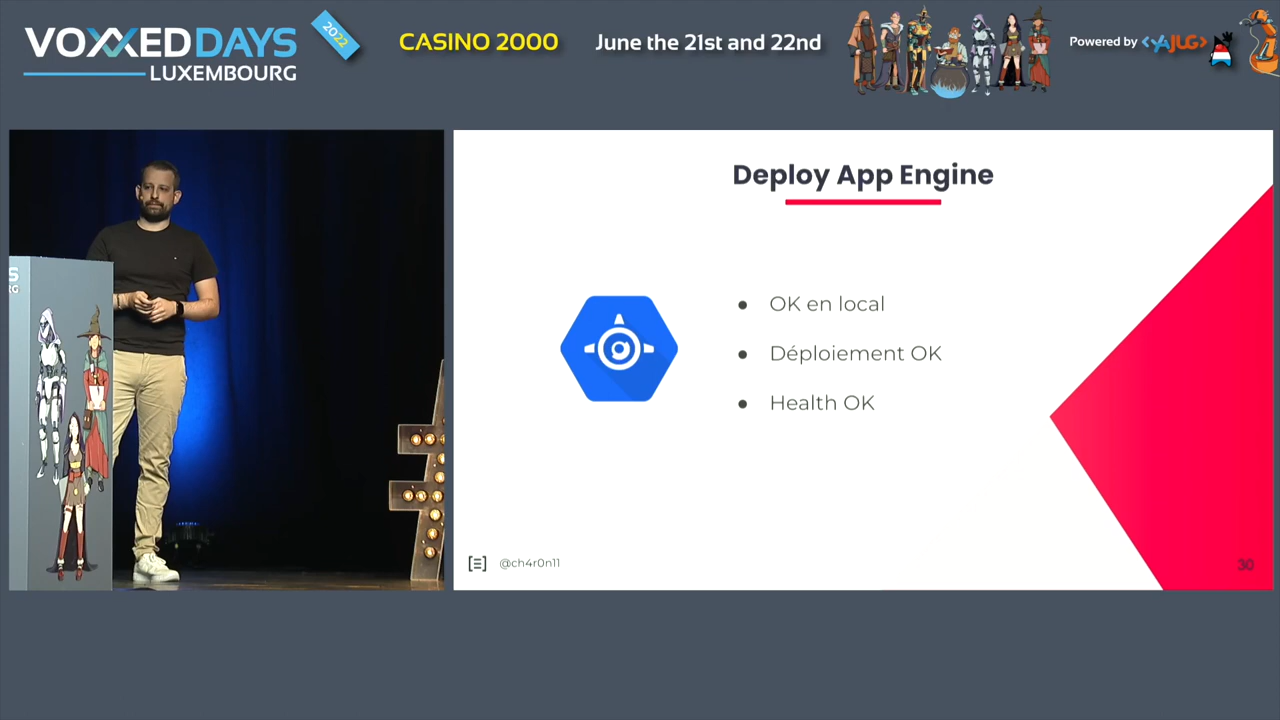 VOXXED DAYS
LUXEMBOURG
2022
CASINO 2000
June the 21st and 22nd
Powered by <YAJUG>
Deploy App Engine
● OK en local
● Déploiement OK
● Health OK
@ch4r0n11
30